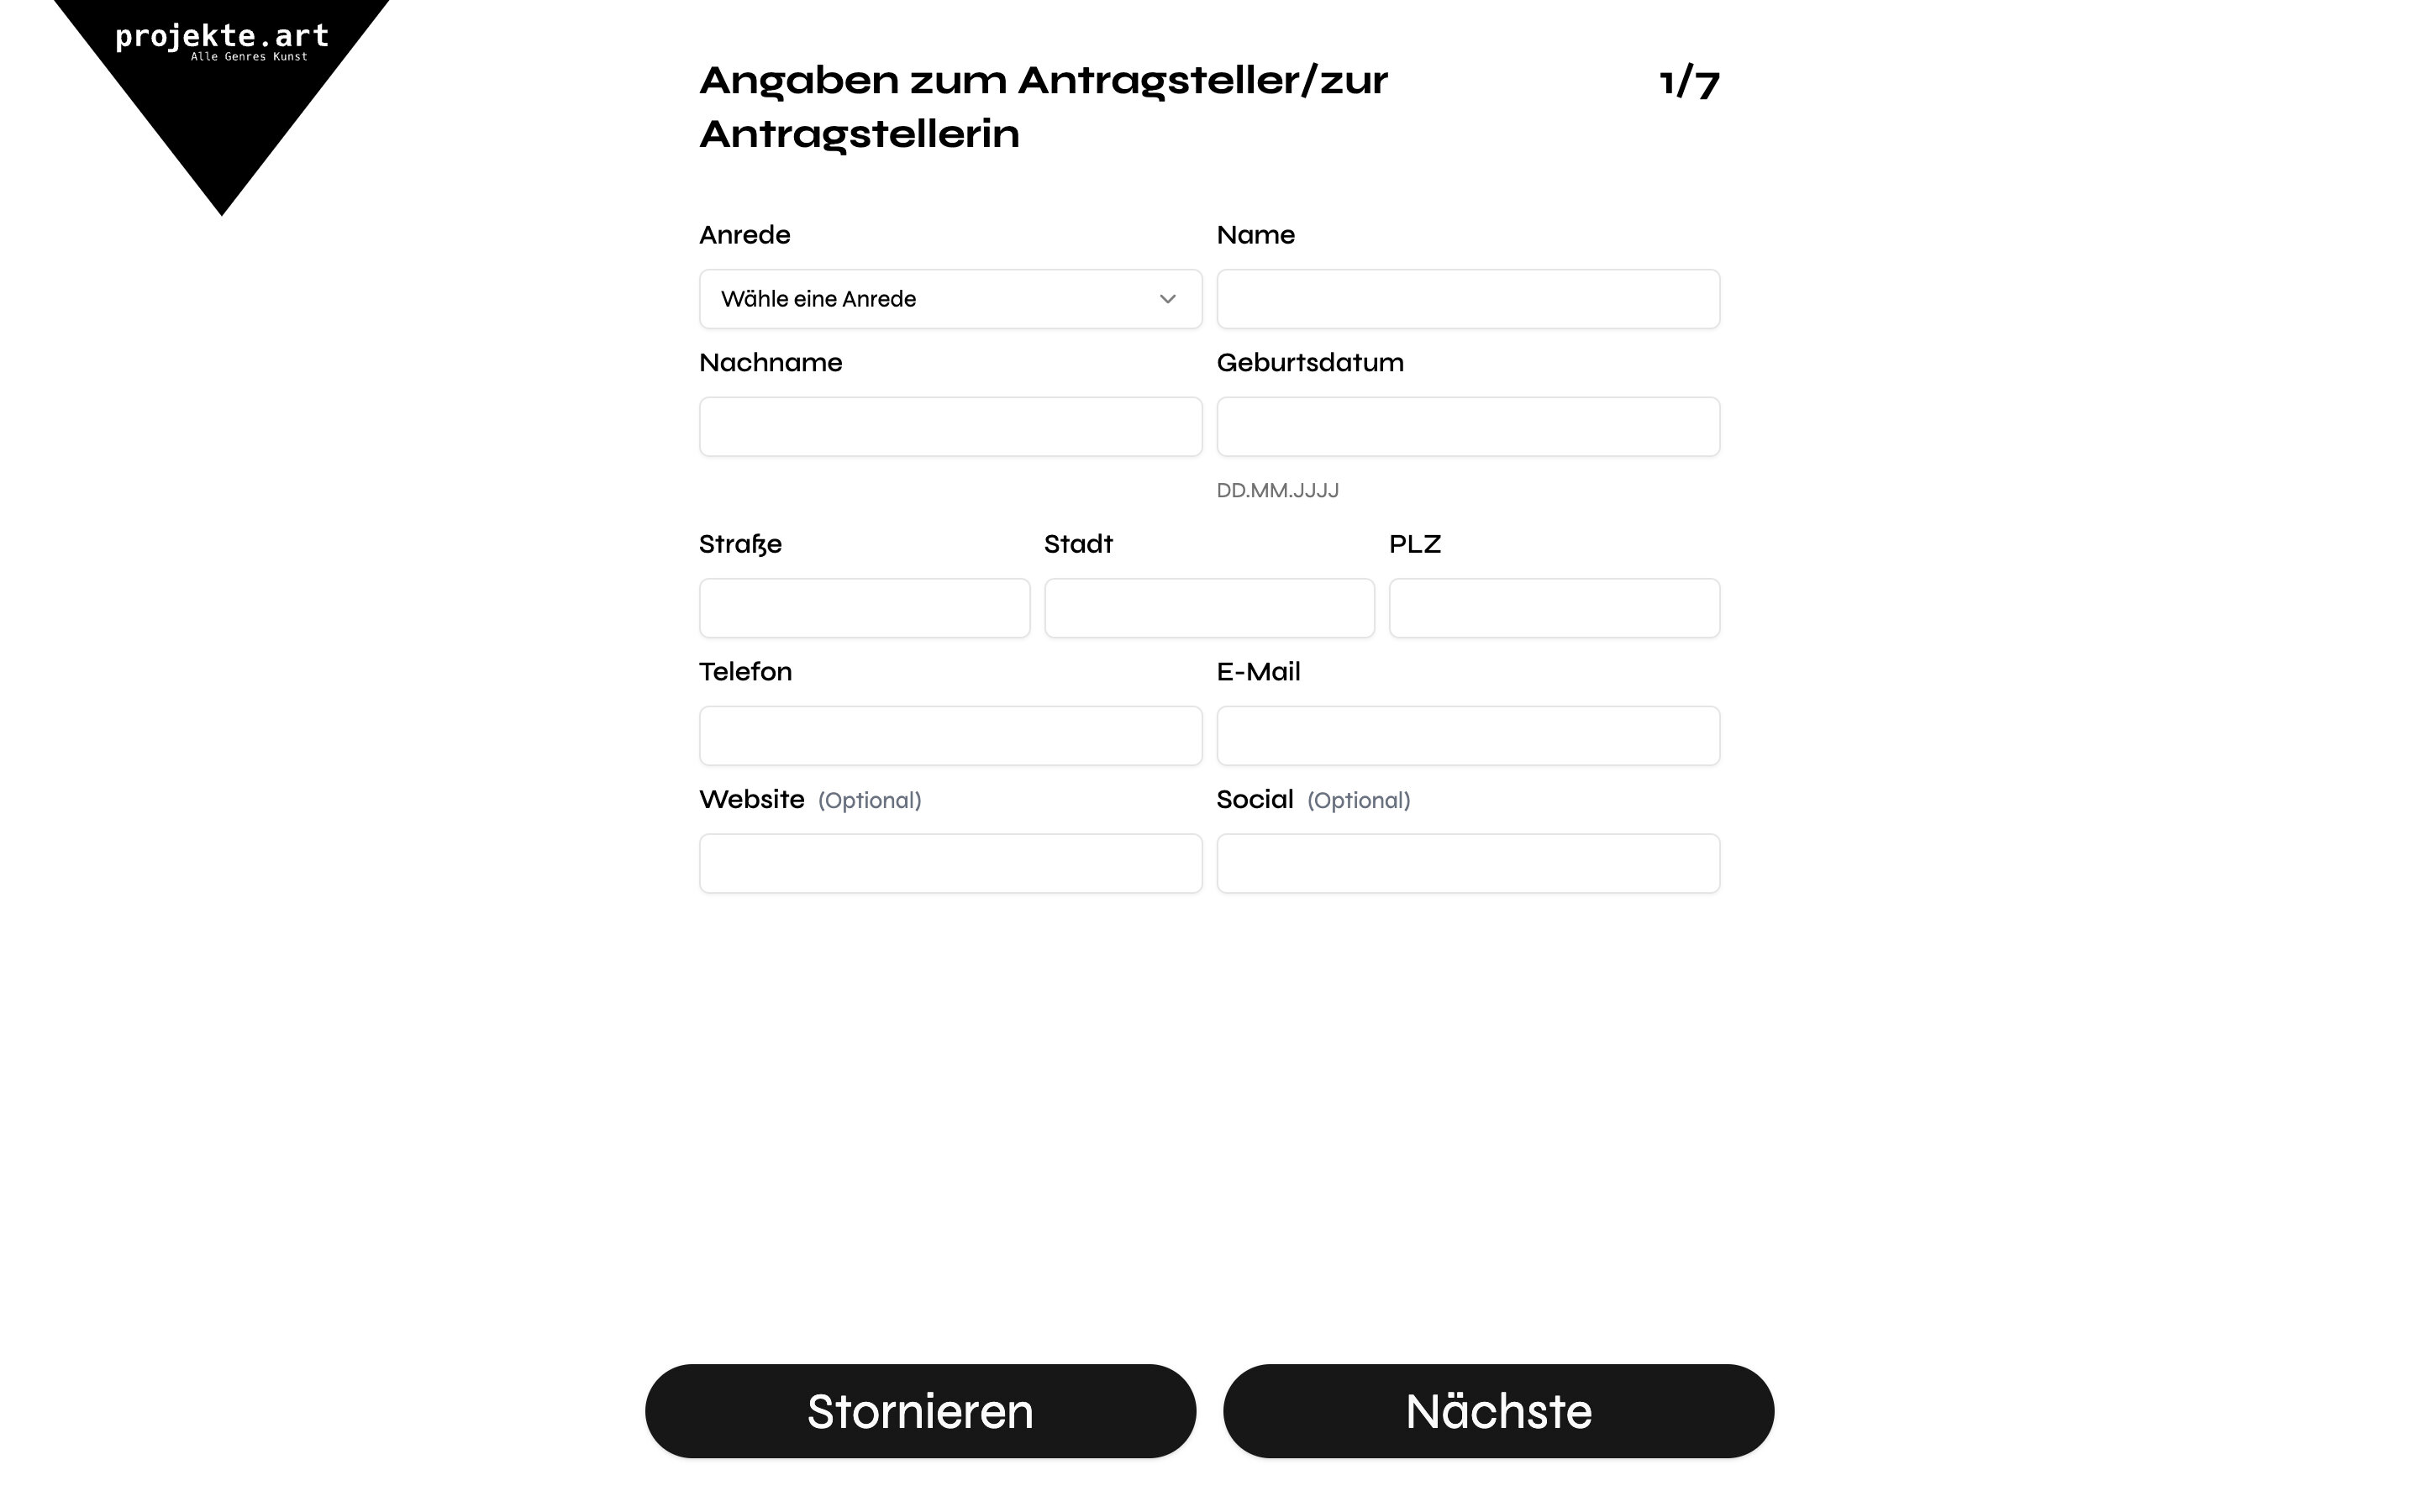 projekte.art
Alle Genres Kunst
Angaben zum Antragsteller/zur
Antragstellerin
1/7
Anrede
Name
Wähle eine Anrede
Nachname
Geburtsdatum
DD.MM.JJJJ
Straße
Stadt
PLZ
Telefon
E-Mail
Website (Optional)
Social (Optional)
Stornieren
Nächste